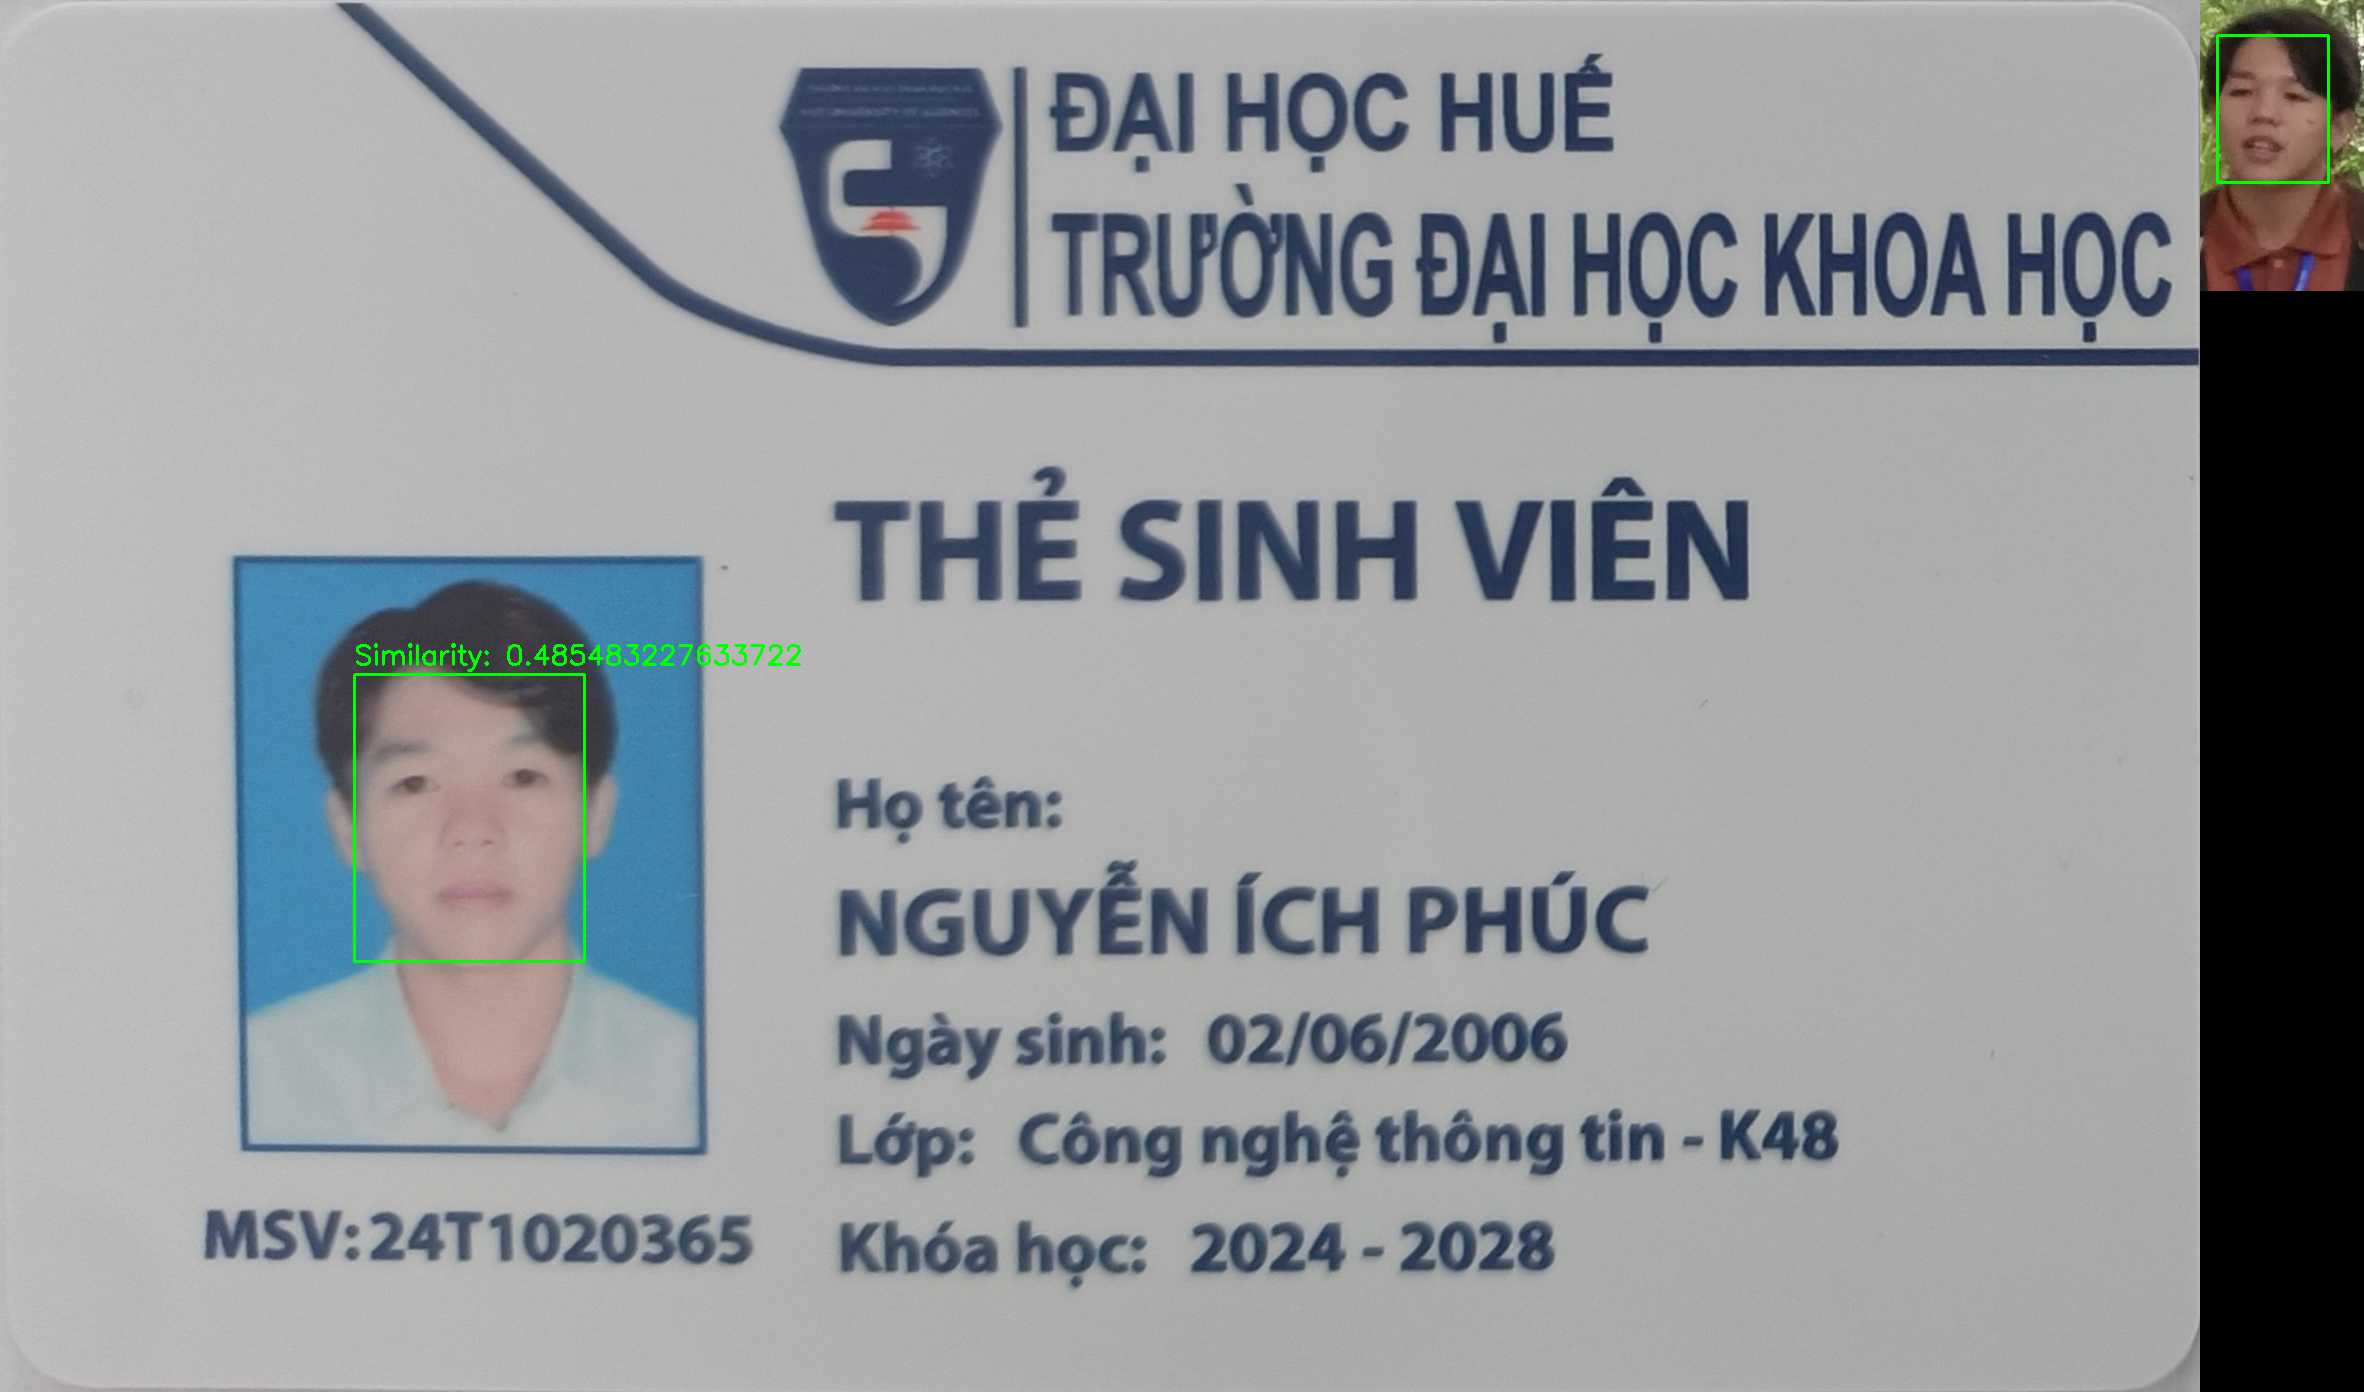 ĐẠI HỌC HUẾ
TRƯỜNG ĐẠI HỌC KHOA HỌC
THẺ SINH VIÊN
Similarity: 0.485483227633722
Họ tên:
NGUYỄN ÍCH PHÚC
Ngày sinh: 02/06/2006
Lớp: Công nghệ thông tin - K48
MSV: 24T1020365
Khóa học: 2024 - 2028